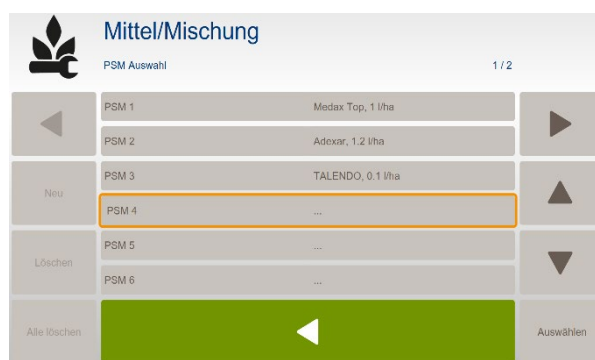 Mittel/Mischung
PSM Auswahl 1 / 2
PSM 1 Medax Top, 1 l/ha
PSM 2 Adexar, 1.2 l/ha
PSM 3 TALENDO, 0.1 l/ha
Neu
PSM 4 ...
PSM 5 ...
Löschen
PSM 6 ...
Alle löschen
Auswählen